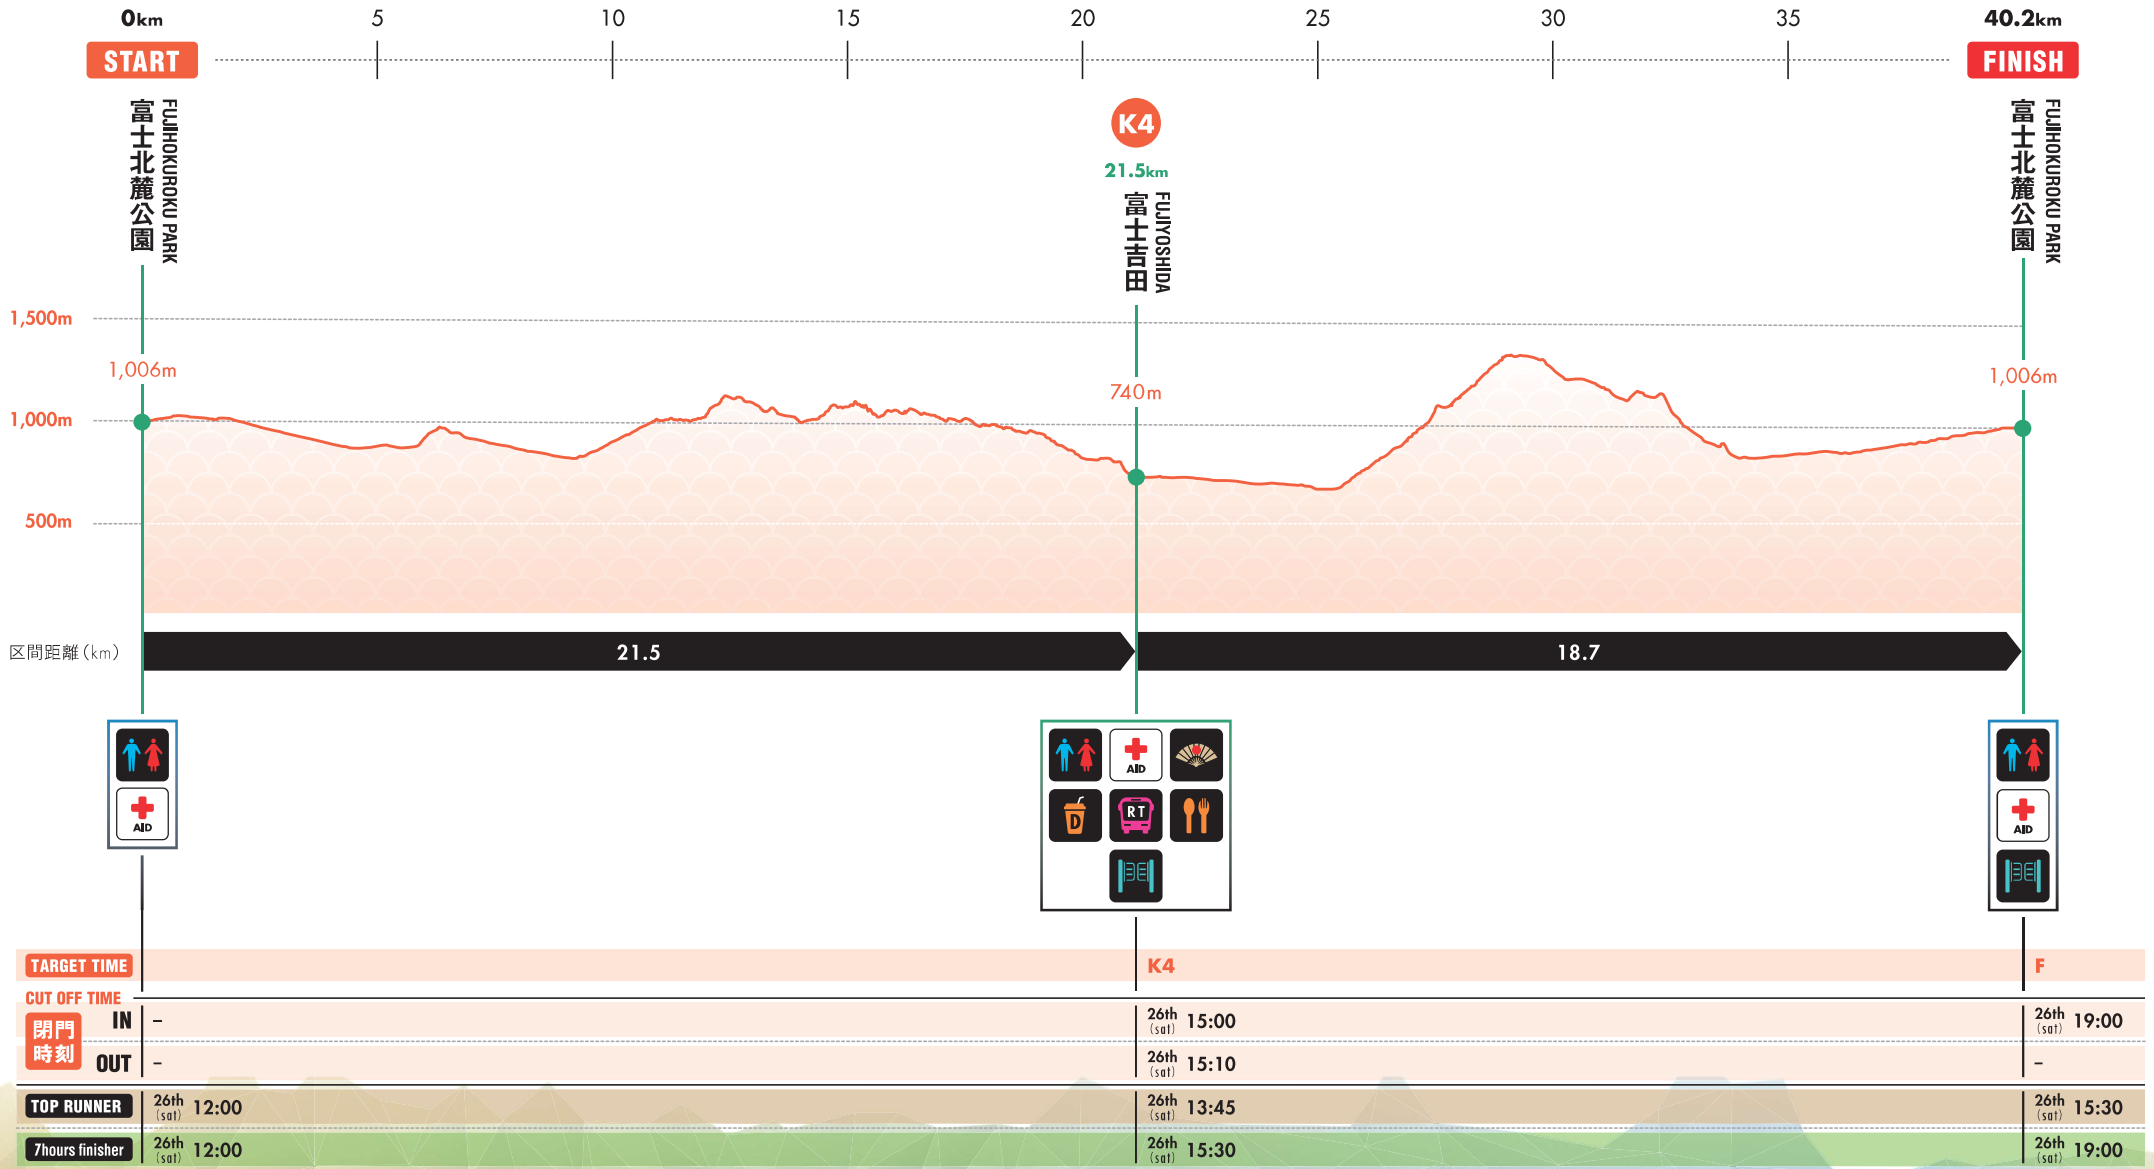 0km 5 10 15 20 25 30 35 40.2km
START
FINISH
富士北麓公園
FUJIHOKUROKU PARK
K4
21.5km
富士吉田
FUJIYOSHIDA
富士北麓公園
FUJIHOKUROKU PARK
1,500m
1,006m
740m
1,006m
1,000m
500m
区間距離(km)
21.5
18.7
AID
AID
D
RT
AID
TARGET TIME
K4
F
CUT OFF TIME
閉門
時刻
IN – 26th (sat) 15:00 26th (sat) 19:00
OUT – 26th (sat) 15:10 –
TOP RUNNER 26th (sat) 12:00 26th (sat) 13:45 26th (sat) 15:30
7hours finisher 26th (sat) 12:00 26th (sat) 15:30 26th (sat) 19:00